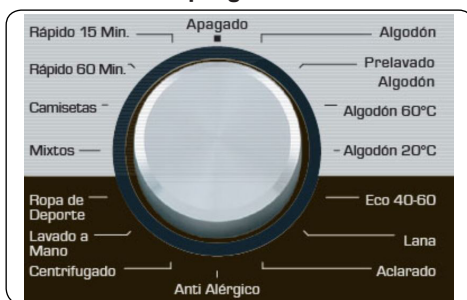 Apagado
Rápido 15 Min.
Algodón
Rápido 60 Min.
Prelavado
Algodón
Camisetas
Algodón 60°C
Mixtos
Algodón 20°C
Ropa de
Deporte
Eco 40-60
Lavado a
Mano
Lana
Centrifugado
Aclarado
Anti Alérgico